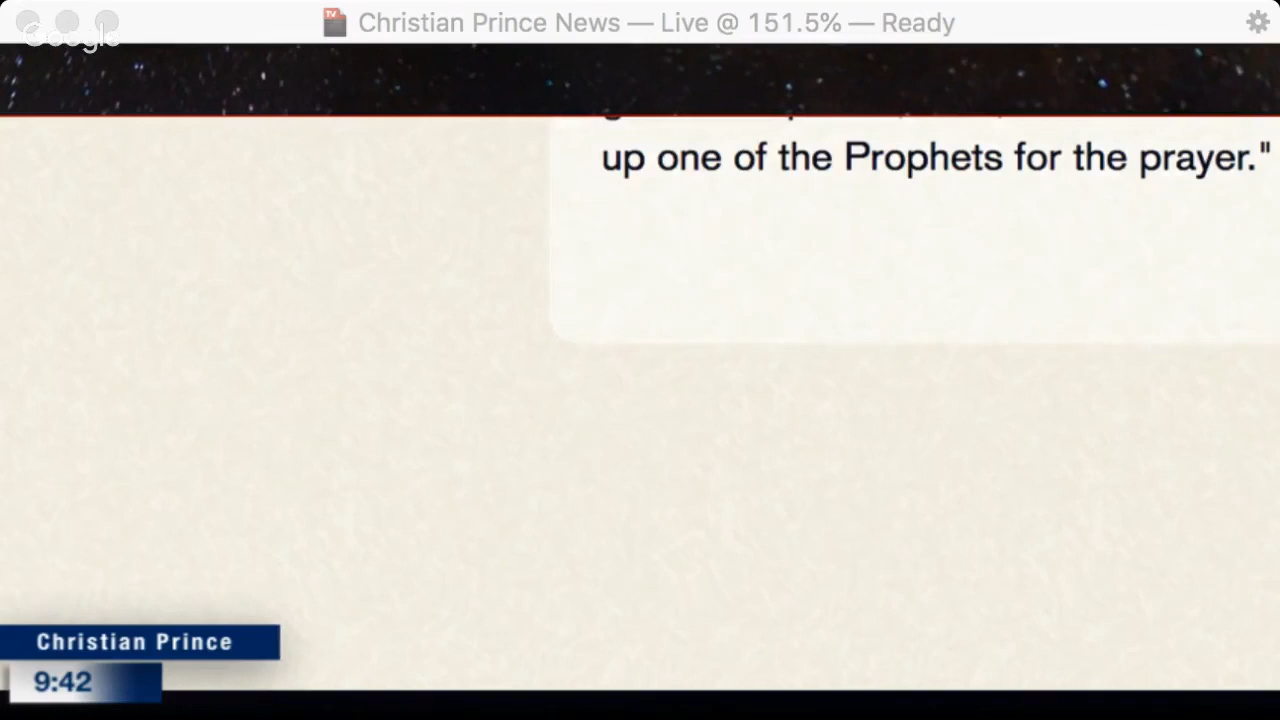 Christian Prince News — Live @ 151.5% — Ready
Google
up one of the Prophets for the prayer."
Christian Prince
9:42